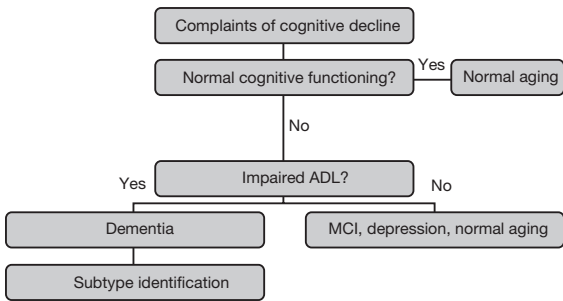 Complaints of cognitive decline
Normal cognitive functioning?
Yes
Normal aging
No
Impaired ADL?
Yes
No
Dementia
MCI, depression, normal aging
Subtype identification